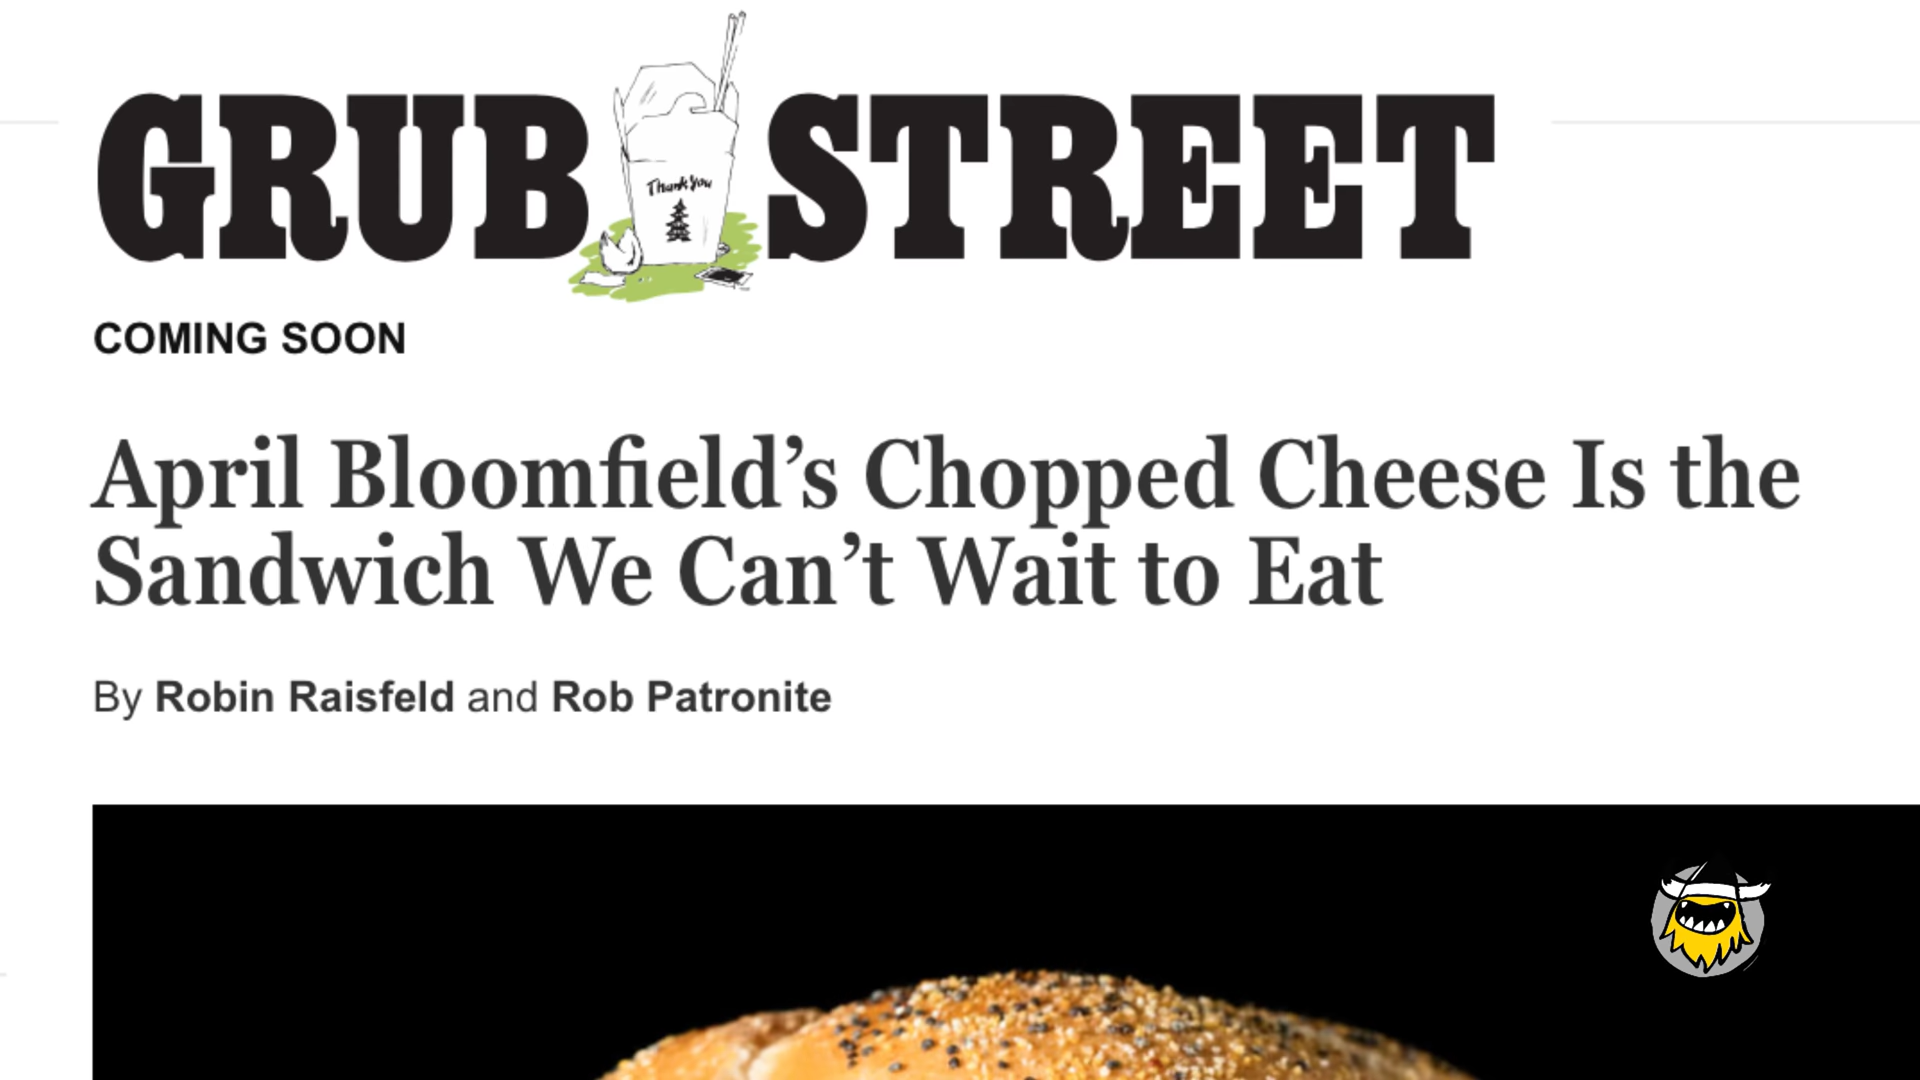 GRUB STREET
Thank You
COMING SOON
April Bloomfield’s Chopped Cheese Is the
Sandwich We Can’t Wait to Eat
By Robin Raisfeld and Rob Patronite